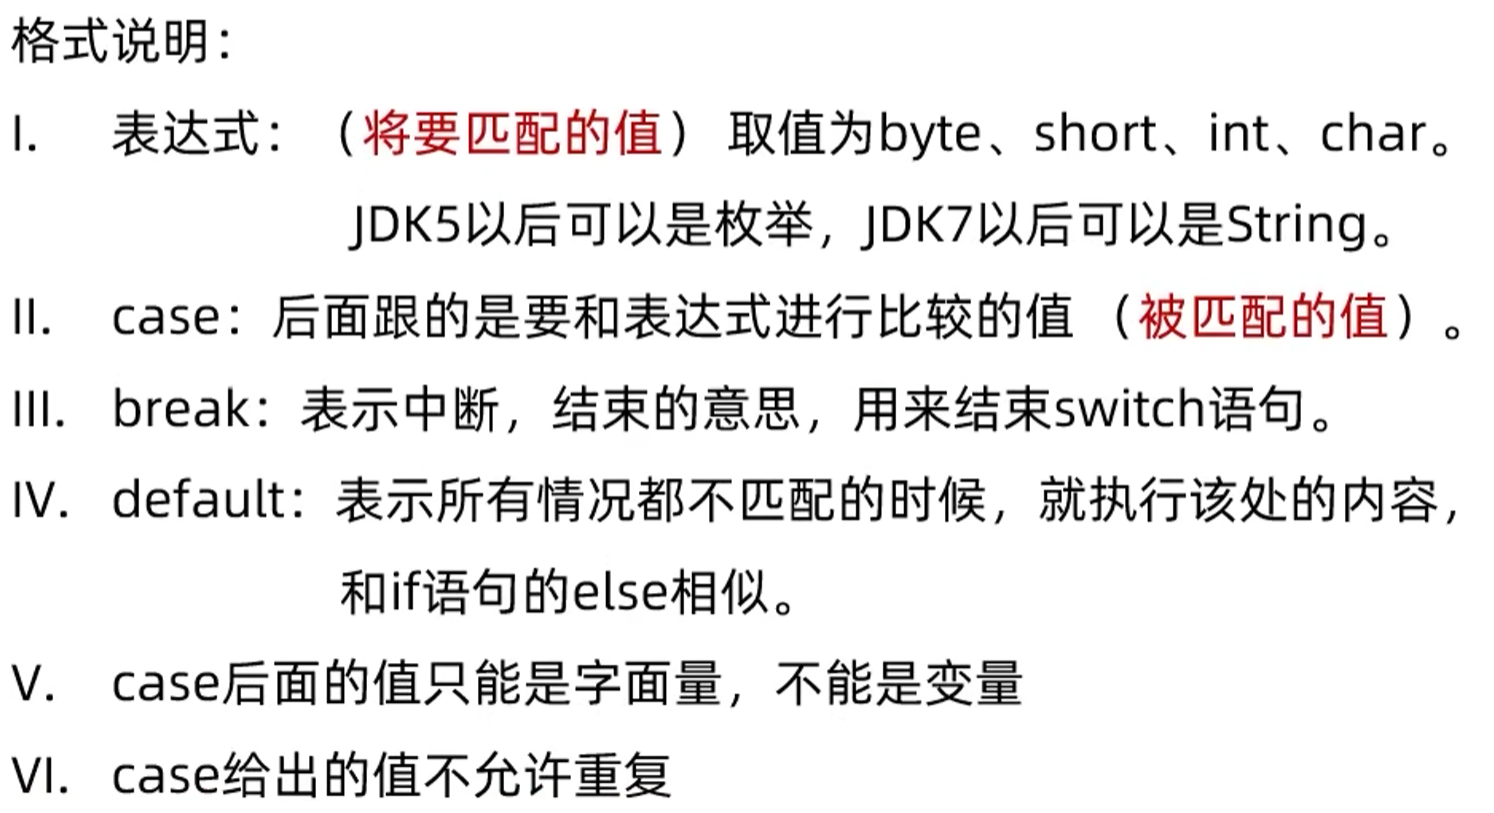 格式说明：
I. 表达式：（将要匹配的值） 取值为byte、short、int、char。
JDK5以后可以是枚举，JDK7以后可以是String。
II. case：后面跟的是要和表达式进行比较的值（被匹配的值）。
III. break：表示中断，结束的意思，用来结束switch语句。
IV. default：表示所有情况都不匹配的时候，就执行该处的内容，
和if语句的else相似。
V. case后面的值只能是字面量，不能是变量
VI. case给出的值不允许重复